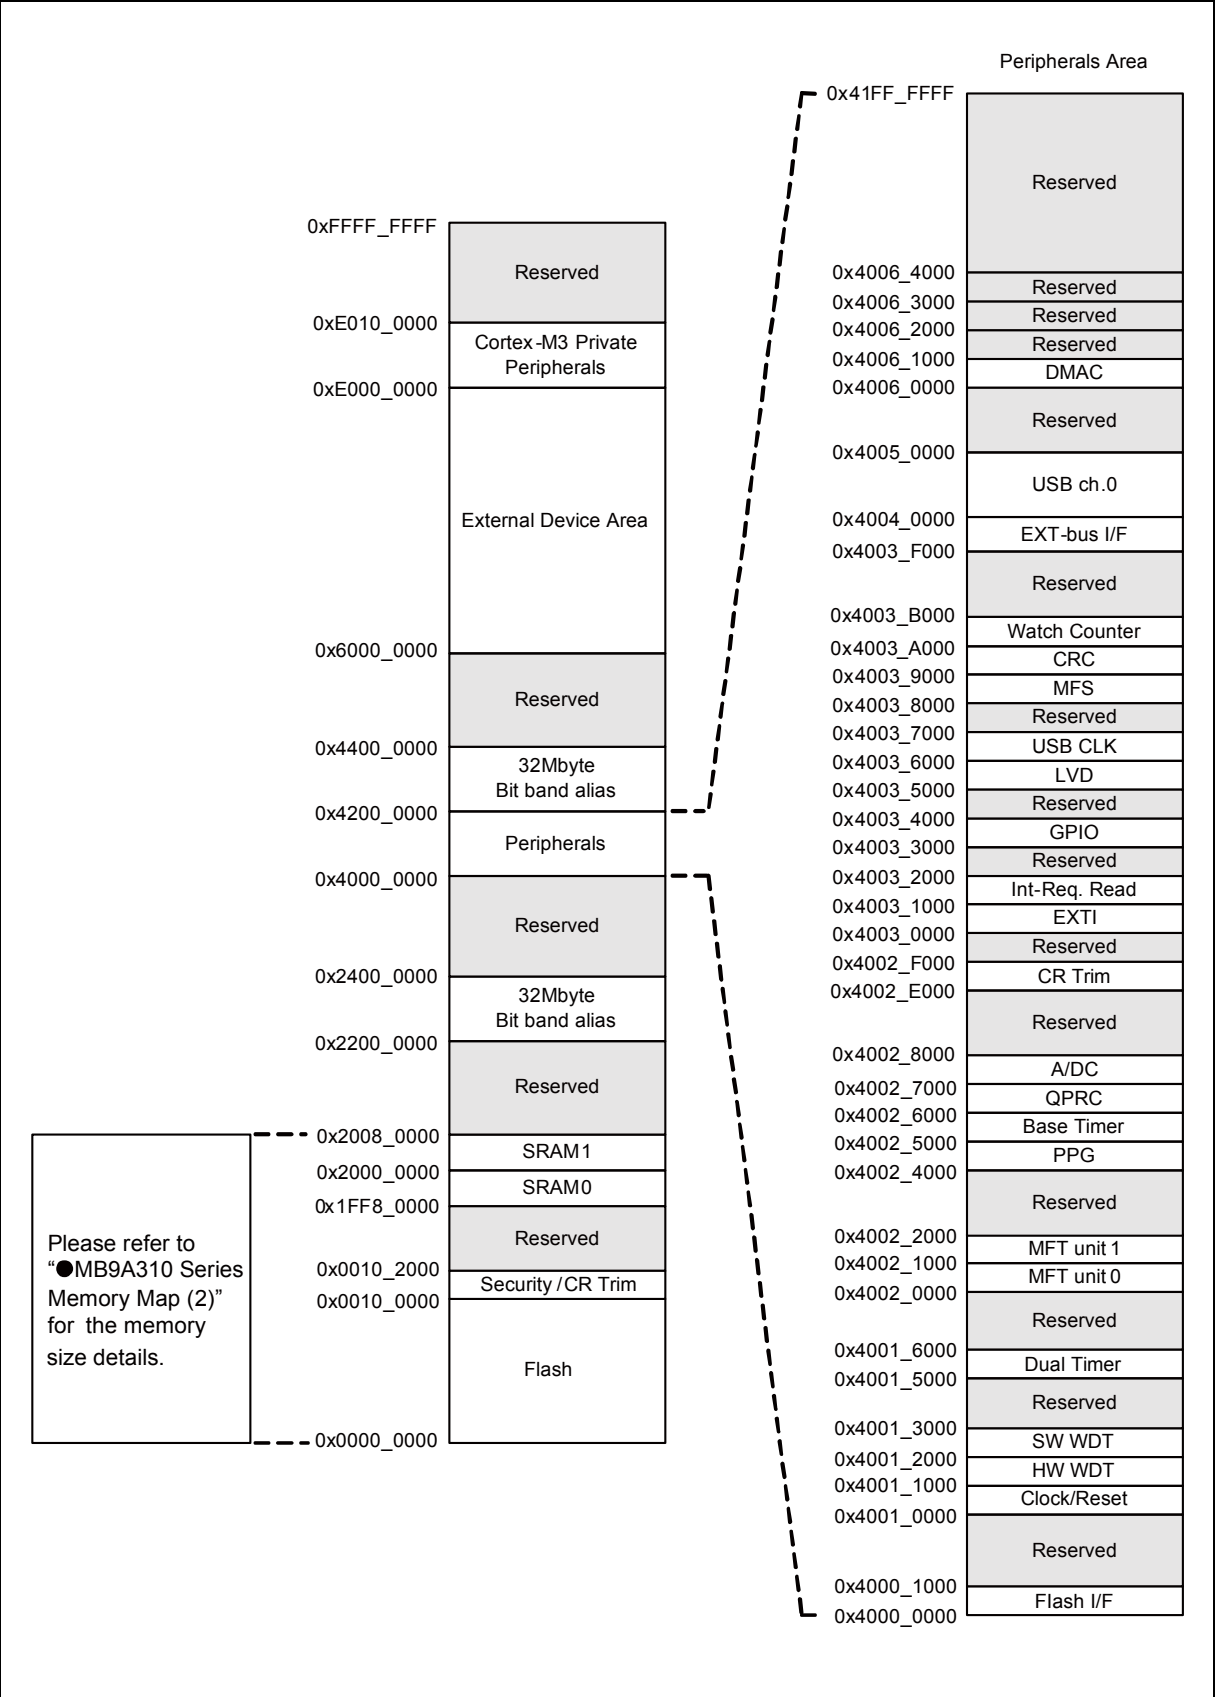 Peripherals Area
0x41FF_FFFF
Reserved
0x4006_4000
Reserved
0x4006_3000
Reserved
0x4006_2000
Reserved
0x4006_1000
DMAC
0x4006_0000
Reserved
0x4005_0000
USB ch.0
0x4004_0000
EXT-bus I/F
0x4003_F000
Reserved
0x4003_B000
Watch Counter
0x4003_A000
CRC
0x4003_9000
MFS
0x4003_8000
Reserved
0x4003_7000
USB CLK
0x4003_6000
LVD
0x4003_5000
Reserved
0x4003_4000
GPIO
0x4003_3000
Reserved
0x4003_2000
Int-Req. Read
0x4003_1000
EXTI
0x4003_0000
Reserved
0x4002_F000
CR Trim
0x4002_E000
Reserved
0x4002_8000
A/DC
0x4002_7000
QPRC
0x4002_6000
Base Timer
0x4002_5000
PPG
0x4002_4000
Reserved
0x4002_2000
MFT unit 1
0x4002_1000
MFT unit 0
0x4002_0000
Reserved
0x4001_6000
Dual Timer
0x4001_5000
Reserved
0x4001_3000
SW WDT
0x4001_2000
HW WDT
0x4001_1000
Clock/Reset
0x4001_0000
Reserved
0x4000_1000
Flash I/F
0x4000_0000
0xFFFF_FFFF
Reserved
0xE010_0000
Cortex-M3 Private
Peripherals
0xE000_0000
External Device Area
0x6000_0000
Reserved
0x4400_0000
32Mbyte
Bit band alias
0x4200_0000
Peripherals
0x4000_0000
Reserved
0x2400_0000
32Mbyte
Bit band alias
0x2200_0000
Reserved
0x2008_0000
SRAM1
0x2000_0000
SRAM0
0x1FF8_0000
Reserved
0x0010_2000
Security /CR Trim
0x0010_0000
Flash
0x0000_0000
Please refer to
“●MB9A310 Series
Memory Map (2)”
for the memory
size details.